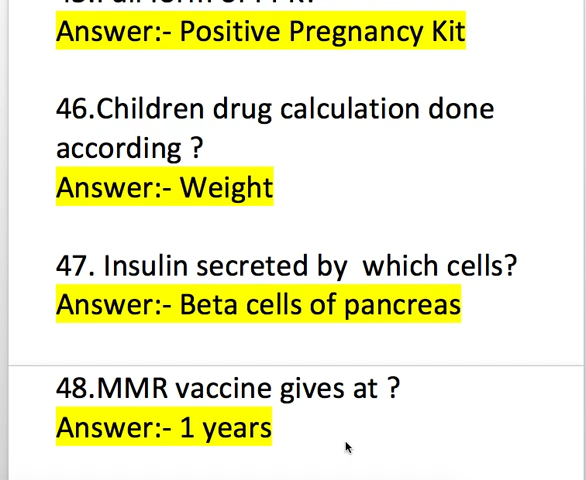 Answer:- Positive Pregnancy Kit
46.Children drug calculation done
according ?
Answer:- Weight
47. Insulin secreted by  which cells?
Answer:- Beta cells of pancreas
48.MMR vaccine gives at ?
Answer:- 1 years